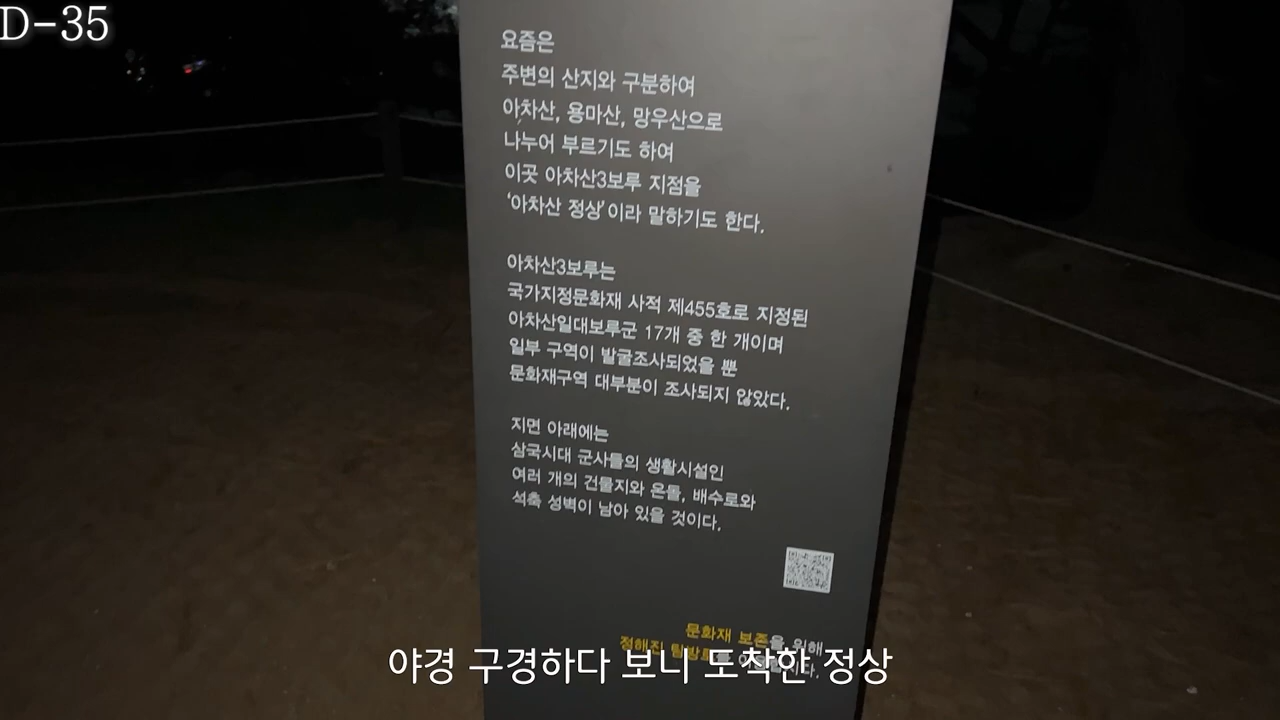 D-35
요즘은
주변의 산지와 구분하여
아차산, 용마산, 망우산으로
나누어 부르기도 하여
이곳 아차산3보루 지점을
'아차산 정상'이라 말하기도 한다.
아차산3보루는
국가지정문화재 사적 제455호로 지정된
아차산일대보루군 17개 중 한 개이며
일부 구역이 발굴조사되었을 뿐
문화재구역 대부분이 조사되지 않았다.
지면 아래에는
삼국시대 군사들의 생활시설인
여러 개의 건물지와 온돌, 배수로와
석축 성벽이 남아 있을 것이다.
문화재 보존을 위해
정해진 탐방로를
야경 구경하다 보니 도착한 정상